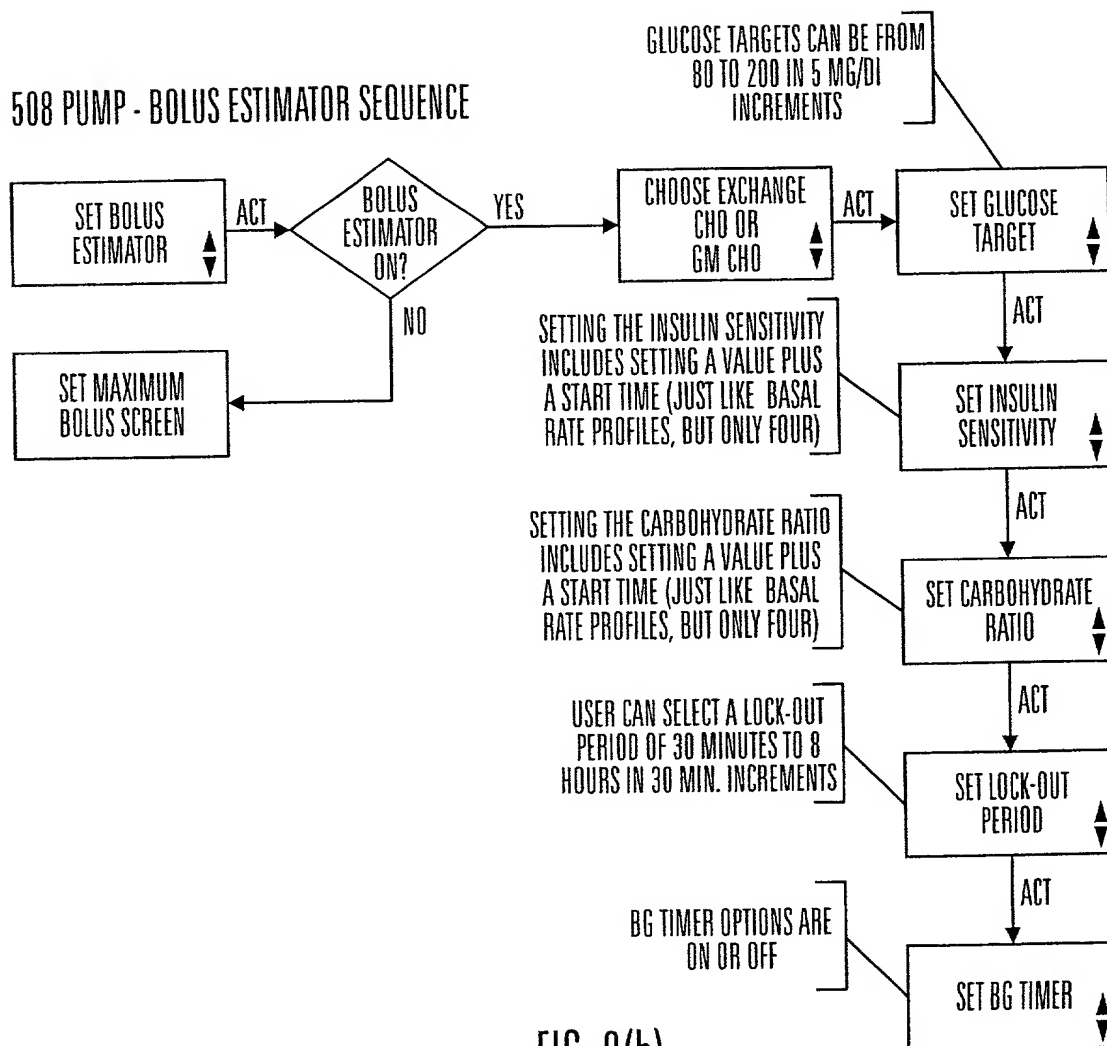 GLUCOSE TARGETS CAN BE FROM
80 TO 200 IN 5 MG/DI
INCREMENTS
508 PUMP - BOLUS ESTIMATOR SEQUENCE
SET BOLUS
ESTIMATOR
ACT
BOLUS
ESTIMATOR
ON?
YES
CHOOSE EXCHANGE
CHO OR
GM CHO
ACT
SET GLUCOSE
TARGET
NO
ACT
SET MAXIMUM
BOLUS SCREEN
SETTING THE INSULIN SENSITIVITY
INCLUDES SETTING A VALUE PLUS
A START TIME (JUST LIKE BASAL
RATE PROFILES, BUT ONLY FOUR)
SET INSULIN
SENSITIVITY
ACT
SETTING THE CARBOHYDRATE RATIO
INCLUDES SETTING A VALUE PLUS
A START TIME (JUST LIKE BASAL
RATE PROFILES, BUT ONLY FOUR)
SET CARBOHYDRATE
RATIO
ACT
USER CAN SELECT A LOCK-OUT
PERIOD OF 30 MINUTES TO 8
HOURS IN 30 MIN. INCREMENTS
SET LOCK-OUT
PERIOD
ACT
BG TIMER OPTIONS ARE
ON OR OFF
SET BG TIMER